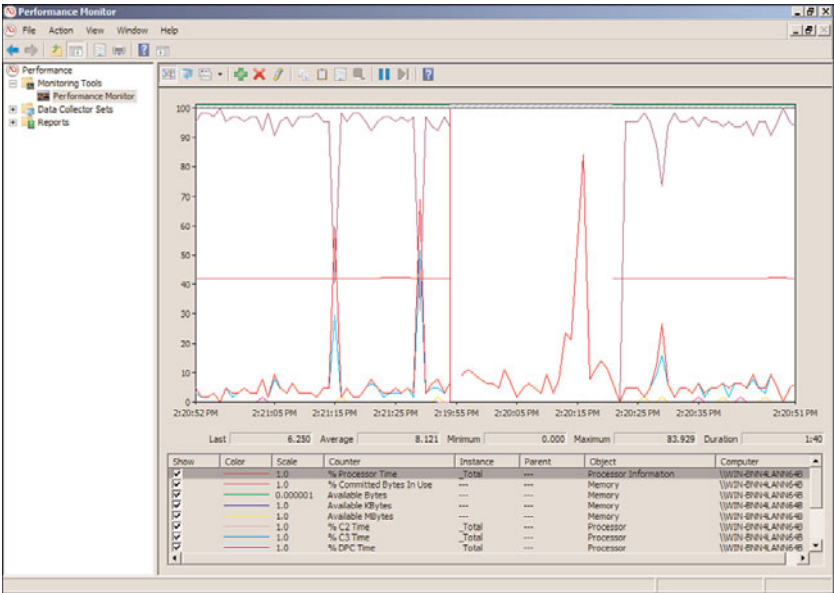 Performance Monitor
File Action View Window Help
Performance
Monitoring Tools
Performance Monitor
Data Collector Sets
Reports
100
90
80
70
60
50
40
30
20
10
0
2:20:52 PM 2:21:05 PM 2:21:15 PM 2:21:25 PM 2:19:55 PM 2:20:05 PM 2:20:15 PM 2:20:25 PM 2:20:35 PM 2:20:51 PM
Last 6.250 Average 8.121 Minimum 0.000 Maximum 83.929 Duration 1:40
Show Color Scale Counter Instance Parent Object Computer
1.0 % Processor Time _Total --- Processor Information \\WIN-BNN4LANN64B
1.0 % Committed Bytes In Use --- --- Memory \\WIN-BNN4LANN64B
0.000001 Available Bytes --- --- Memory \\WIN-BNN4LANN64B
1.0 Available KBytes --- --- Memory \\WIN-BNN4LANN64B
1.0 Available MBytes --- --- Memory \\WIN-BNN4LANN64B
1.0 % C2 Time _Total --- Processor \\WIN-BNN4LANN64B
1.0 % C3 Time _Total --- Processor \\WIN-BNN4LANN64B
1.0 % DPC Time _Total --- Processor \\WIN-BNN4LANN64B